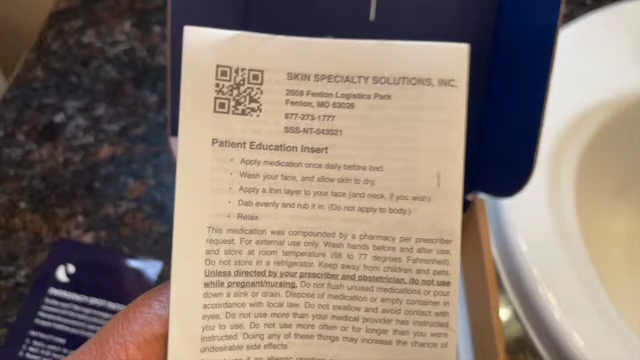 SKIN SPECIALTY SOLUTIONS, INC.
2058 Fenton Logistics Park
Fenton, MO 63026
877-273-1777
SSS-NT-043021
Patient Education Insert
• Apply medication once daily before bed.
• Wash your face, and allow skin to dry.
• Apply a thin layer to your face (and neck, if you wish).
• Dab evenly and rub it in. (Do not apply to body.)
• Relax.
This medication was compounded by a pharmacy per prescriber
request. For external use only. Wash hands before and after use,
and store at room temperature (68 to 77 degrees Fahrenheit).
Do not store in a refrigerator. Keep away from children and pets.
Unless directed by your prescriber and obstetrician, do not use
while pregnant/nursing. Do not flush unused medications or pour
down a sink or drain. Dispose of medication or empty container in
accordance with local law. Do not swallow and avoid contact with
eyes. Do not use more than your medical provider has instructed
you to use. Do not use more often or for longer than you were
instructed. Doing any of these things may increase the chance of
undesirable side effects.